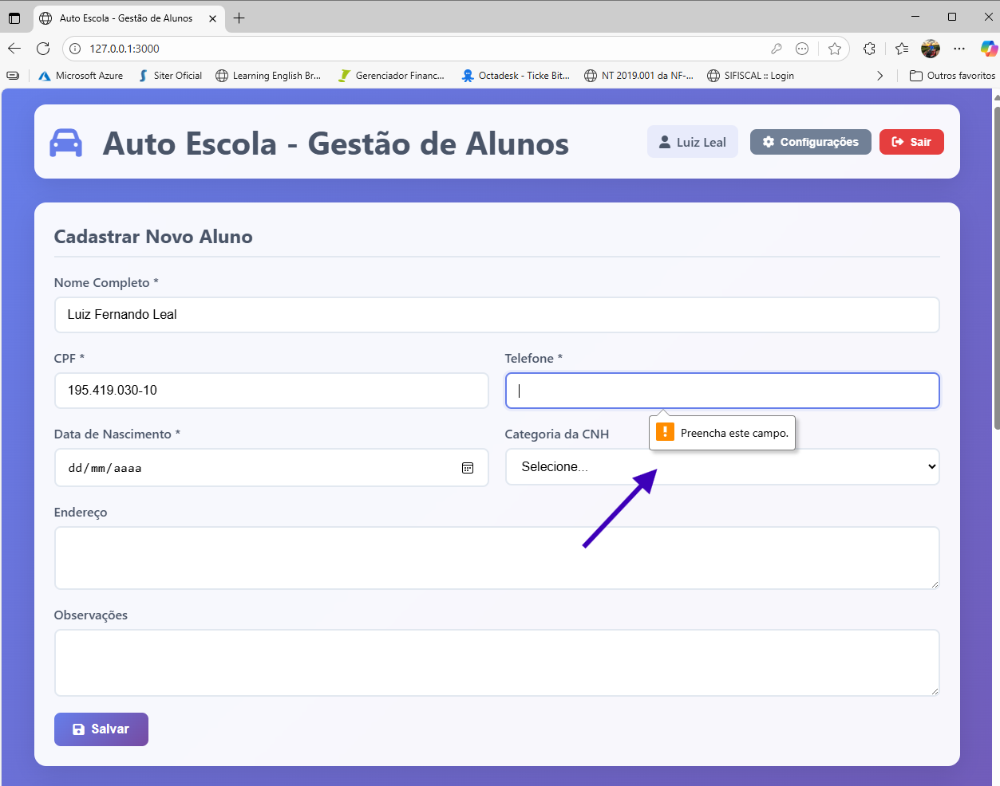 Auto Escola - Gestão de Alunos
127.0.0.1:3000
Microsoft Azure
Siter Oficial
Learning English Br...
Gerenciador Financ...
Octadesk - Ticke Bit...
NT 2019.001 da NF-...
SIFISCAL :: Login
Outros favoritos
Auto Escola - Gestão de Alunos
Luiz Leal
Configurações
Sair
Cadastrar Novo Aluno
Nome Completo *
Luiz Fernando Leal
CPF *
Telefone *
195.419.030-10
Preencha este campo.
Data de Nascimento *
Categoria da CNH
dd/mm/aaaa
Selecione...
Endereço
Observações
Salvar